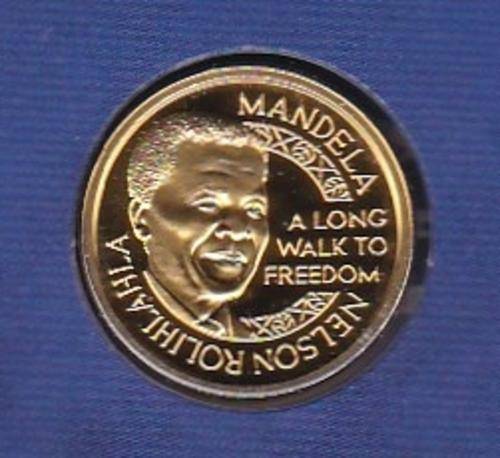 MANDELA
A LONG
WALK TO
FREEDOM
NELSON ROLIHLAHLA